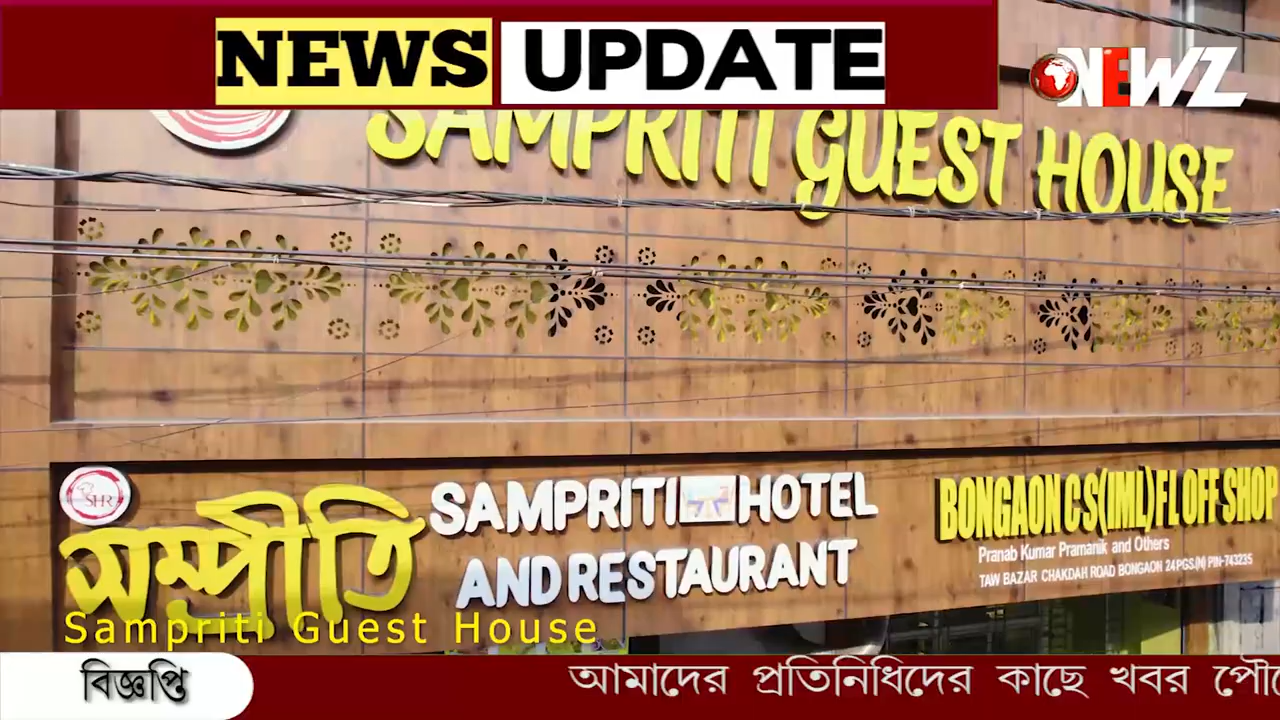 NEWS UPDATE
NEWZ
SAMPRITI GUEST HOUSE
SHR
সম্প্রীতি
SAMPRITI HOTEL
AND RESTAURANT
BONGAON C S(IML) FL OFF SHOP
Pranab Kumar Pramanik and Others
TAW BAZAR CHAKDAH ROAD BONGAON 24PGS.(N) PIN-743235
Sampriti Guest House
বিজ্ঞপ্তি
আমাদের প্রতিনিধিদের কাছে খবর